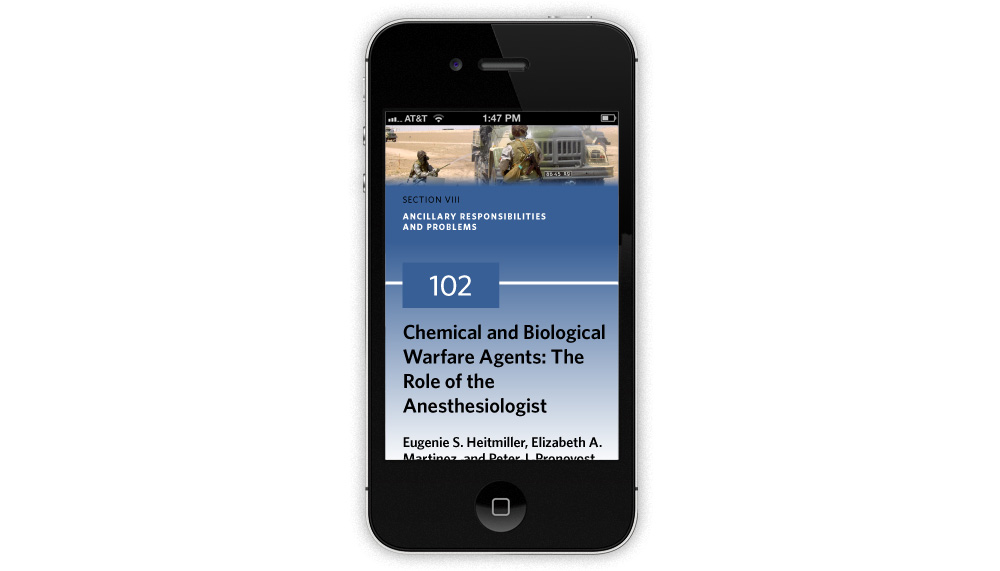 AT&T 1:47 PM
SECTION VIII
ANCILLARY RESPONSIBILITIES
AND PROBLEMS
102
Chemical and Biological
Warfare Agents: The
Role of the
Anesthesiologist
Eugenie S. Heitmiller, Elizabeth A.
Martinez, and Peter J. Pronovost